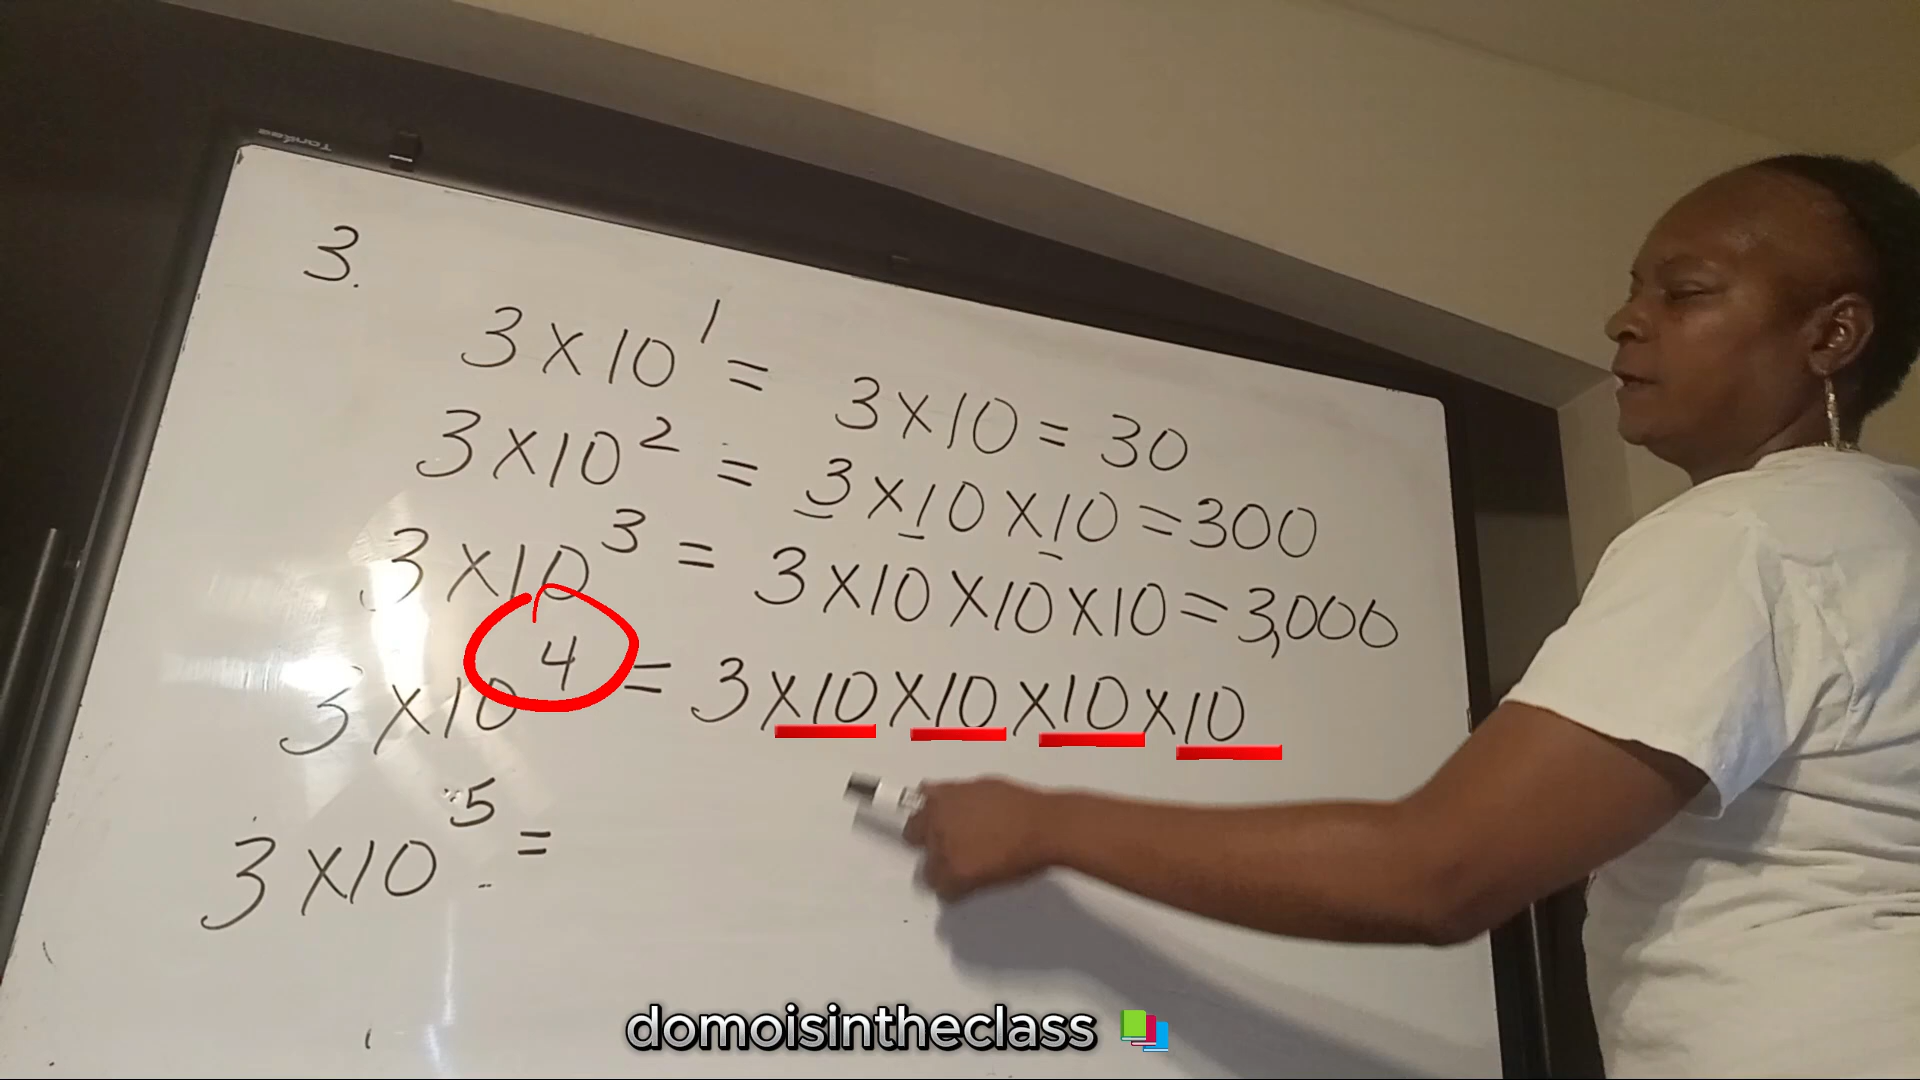 Tonkaa
3.
3 × 10¹ = 3 × 10 = 30
3 × 10² = 3 × 10 × 10 = 300
3 × 10³ = 3 × 10 × 10 × 10 = 3,000
3 × 10⁴ = 3 × 10 × 10 × 10 × 10
3 × 10⁵ =
domoisintheclass